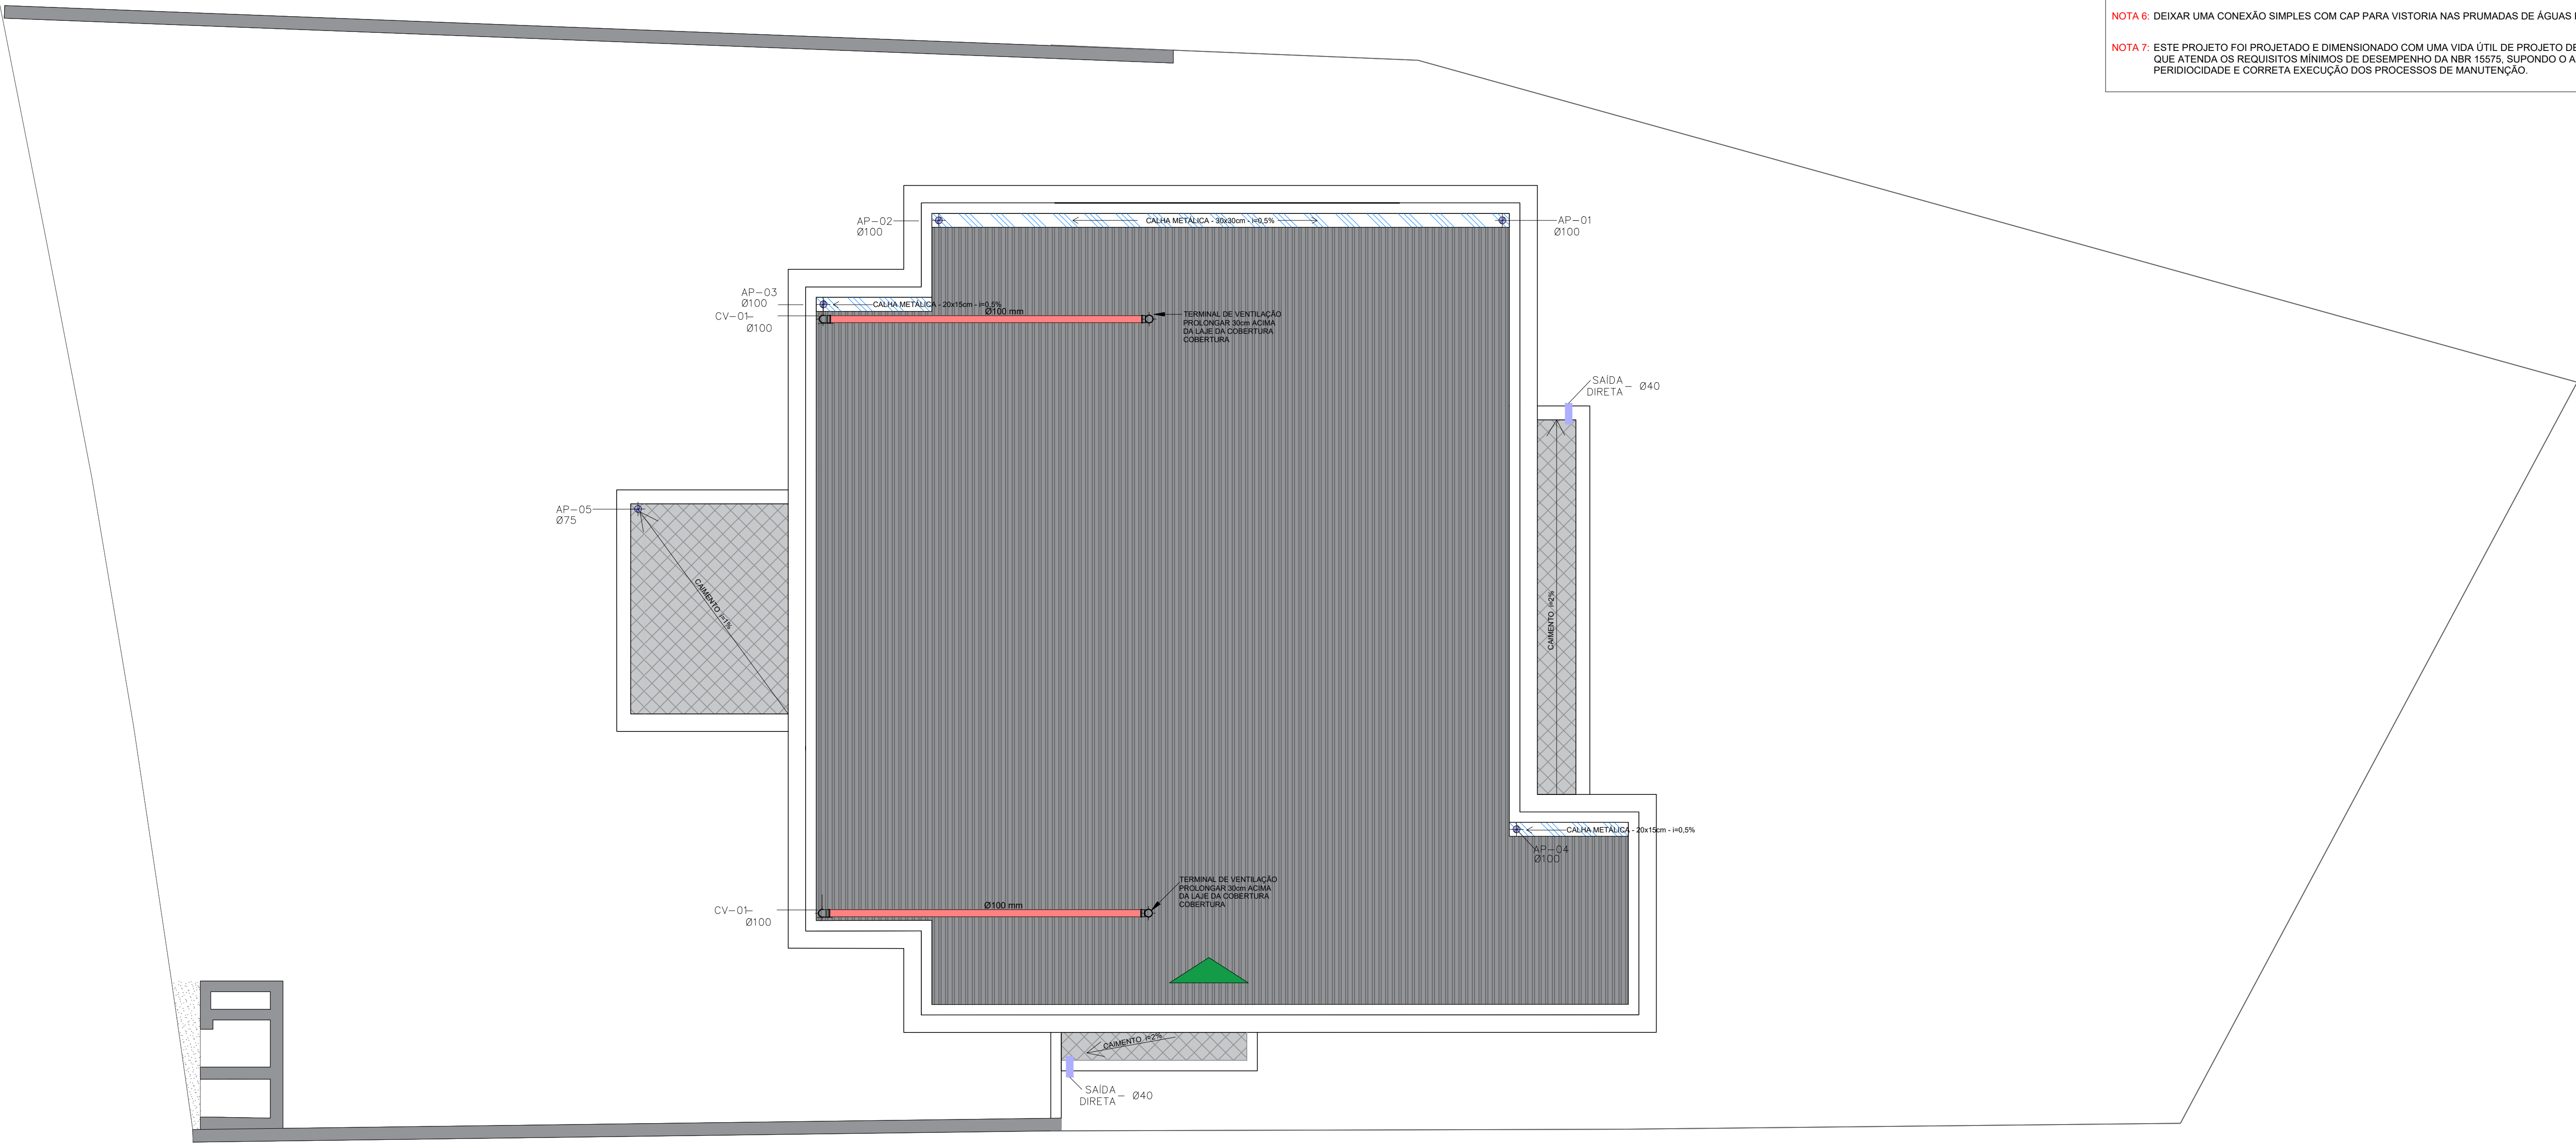 NOTA 6: DEIXAR UMA CONEXÃO SIMPLES COM CAP PARA VISTORIA NAS PRUMADAS DE ÁGUAS
NOTA 7: ESTE PROJETO FOI PROJETADO E DIMENSIONADO COM UMA VIDA ÚTIL DE PROJETO DE
QUE ATENDA OS REQUISITOS MÍNIMOS DE DESEMPENHO DA NBR 15575, SUPONDO O A
PERIDIOCIDADE E CORRETA EXECUÇÃO DOS PROCESSOS DE MANUTENÇÃO.
AP-02
Ø100
CALHA METÁLICA - 30x30cm - i=0,5%
AP-01
Ø100
AP-03
Ø100
CALHA METÁLICA - 20x15cm - i=0,5%
CV-01
Ø100
Ø100 mm
TERMINAL DE VENTILAÇÃO
PROLONGAR 30cm ACIMA
DA LAJE DA COBERTURA
COBERTURA
SAÍDA
DIRETA - Ø40
AP-05
Ø75
CAIMENTO i=1%
CAIMENTO i=2%
CALHA METÁLICA - 20x15cm - i=0,5%
AP-04
Ø100
TERMINAL DE VENTILAÇÃO
PROLONGAR 30cm ACIMA
DA LAJE DA COBERTURA
COBERTURA
CV-01
Ø100
Ø100 mm
CAIMENTO i=2%
SAÍDA
DIRETA - Ø40